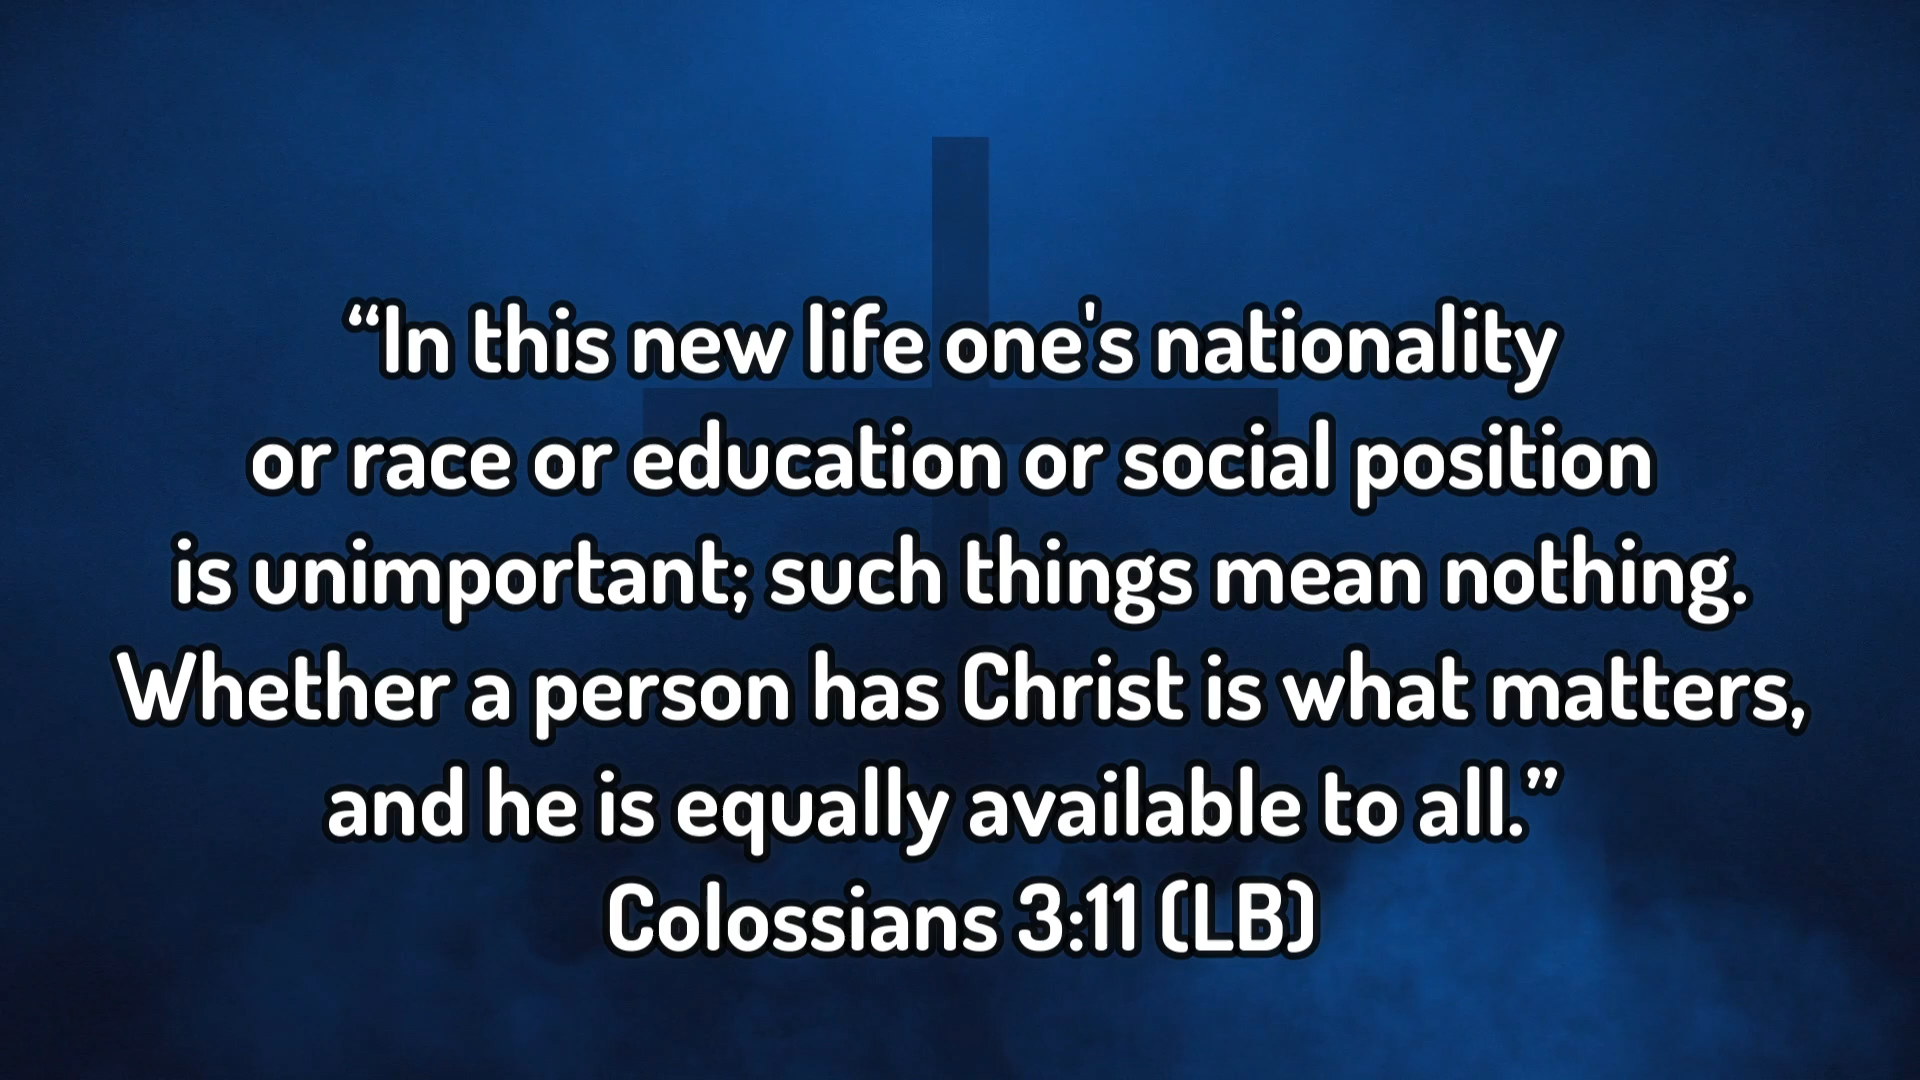 “In this new life one's nationality
or race or education or social position
is unimportant; such things mean nothing.
Whether a person has Christ is what matters,
and he is equally available to all.”
Colossians 3:11 (LB)